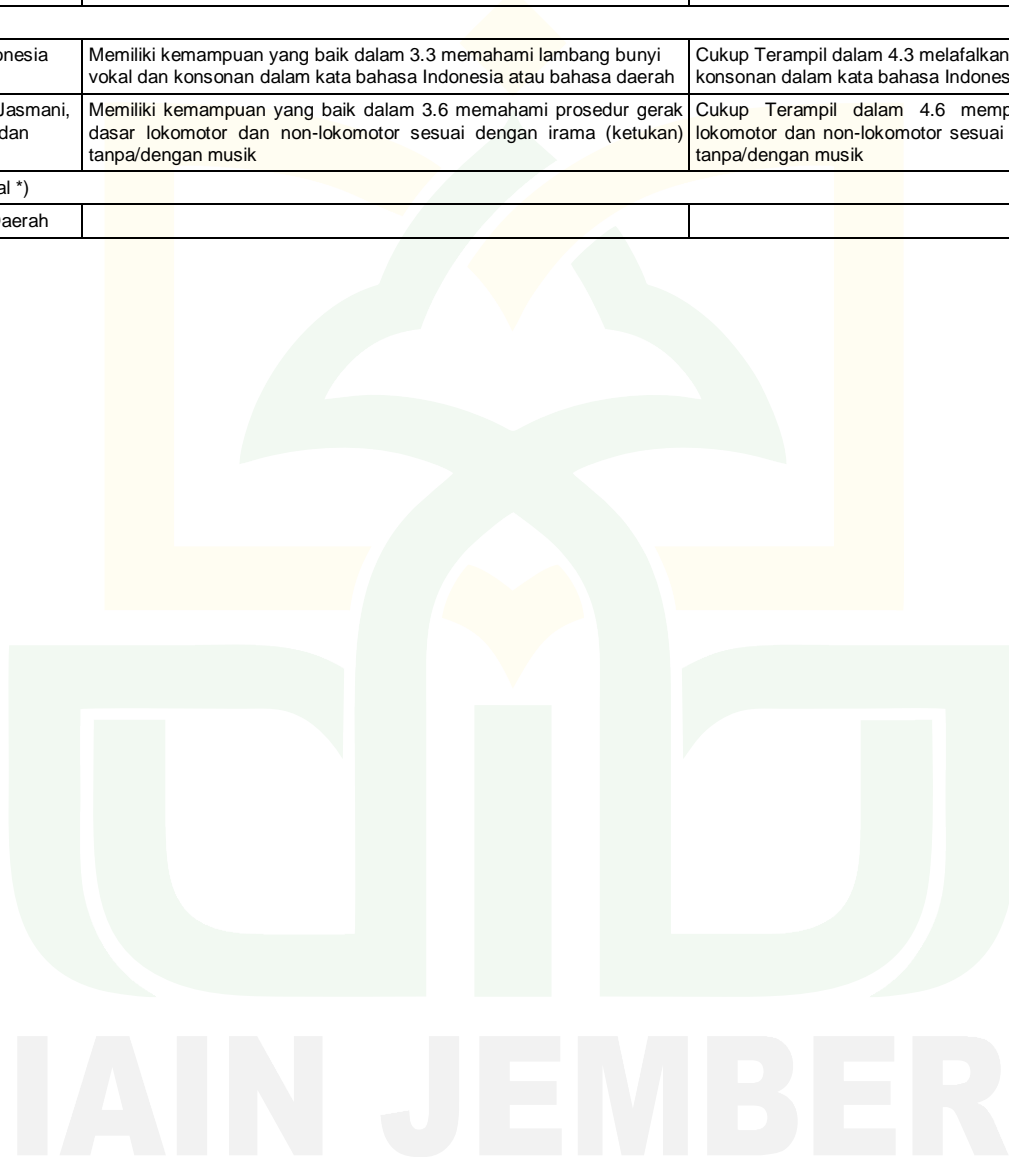 onesia
Memiliki kemampuan yang baik dalam 3.3 memahami lambang bunyi
vokal dan konsonan dalam kata bahasa Indonesia atau bahasa daerah
Cukup Terampil dalam 4.3 melafalkan
konsonan dalam kata bahasa Indones
Jasmani,
dan
Memiliki kemampuan yang baik dalam 3.6 memahami prosedur gerak
dasar lokomotor dan non-lokomotor sesuai dengan irama (ketukan)
tanpa/dengan musik
Cukup Terampil dalam 4.6 memp
lokomotor dan non-lokomotor sesuai
tanpa/dengan musik
al *)
aerah
IAIN JEMBER